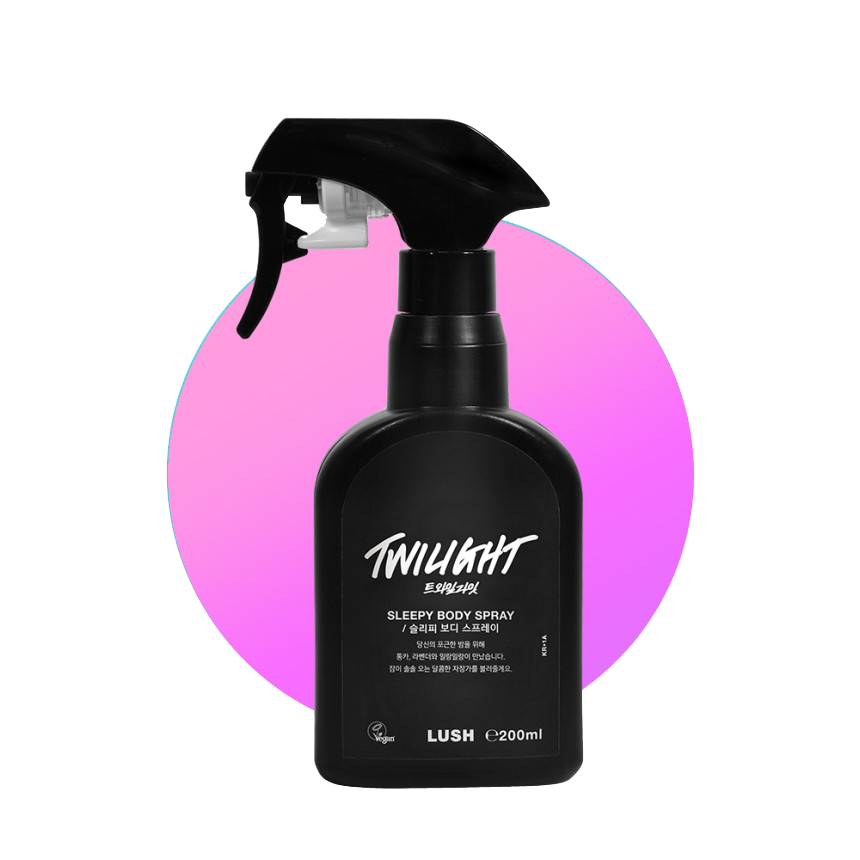 TWILIGHT
트와일라잇
SLEEPY BODY SPRAY
/ 슬리피 보디 스프레이
당신의 포근한 밤을 위해
통카, 라벤더와 일랑일랑이 만났습니다.
잠이 솔솔 오는 달콤한 자장가를 불러줄게요.
KR•1A
vegan
LUSH ℮200ml